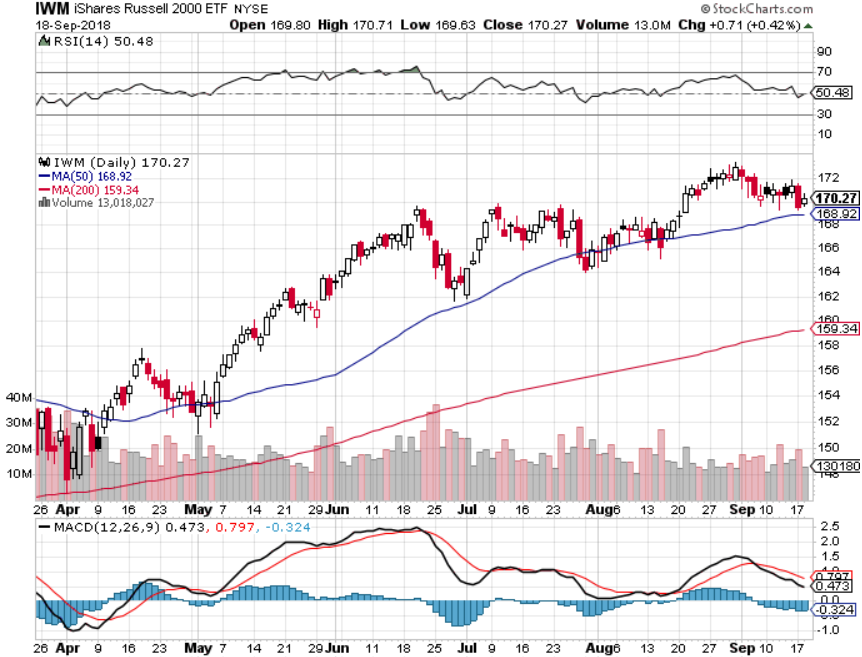 IWM iShares Russell 2000 ETF NYSE © StockCharts.com
18-Sep-2018 Open 169.80 High 170.71 Low 169.63 Close 170.27 Volume 13.0M Chg +0.71 (+0.42%)
RSI(14) 50.48
90
70
50.48
30
10
IWM (Daily) 170.27
MA(50) 168.92
MA(200) 159.34
Volume 13,018,027
172
170.27
168.92
168
166
164
162
160
159.34
158
156
154
152
150
148
40M
30M
20M
10M
130180
26 Apr 9 16 23 May 7 14 21 29 Jun 11 18 25 Jul 9 16 23 Aug 6 13 20 27 Sep 10 17
MACD(12,26,9) 0.473, 0.797, -0.324
2.5
2.0
1.5
1.0
0.797
0.473
0.0
-0.324
-1.0
26 Apr 9 16 23 May 7 14 21 29 Jun 11 18 25 Jul 9 16 23 Aug 6 13 20 27 Sep 10 17